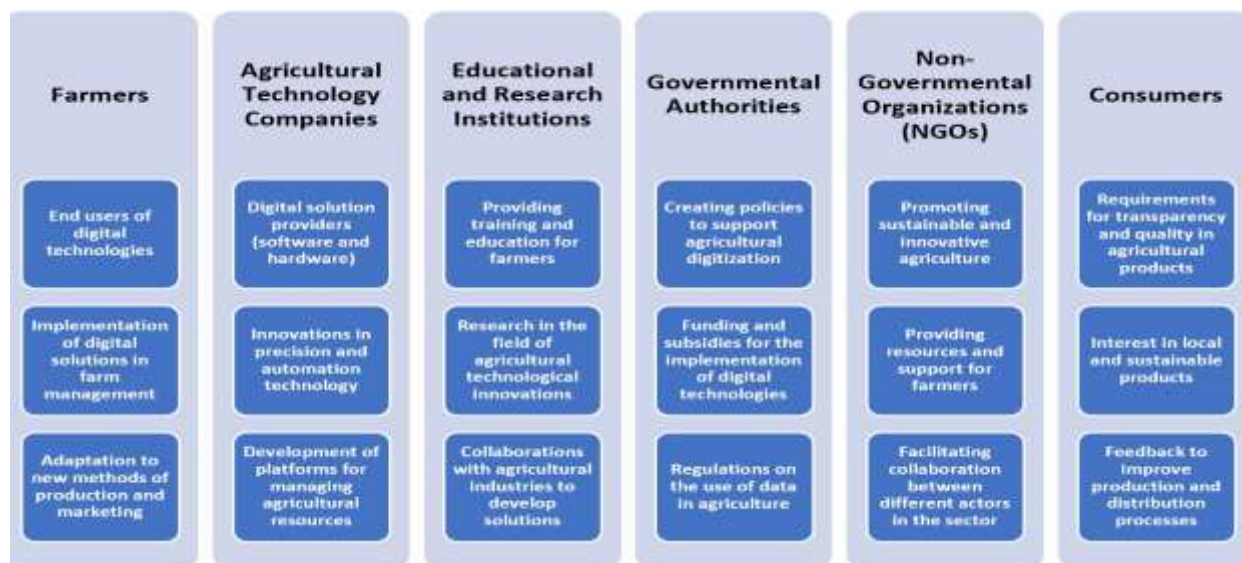 Farmers
End users of
digital
technologies
Implementation
of digital
solutions in
farm
management
Adaptation to
new methods of
production and
marketing
Agricultural
Technology
Companies
Digital solution
providers
(software and
hardware)
Innovations in
precision and
automation
technology
Development of
platforms for
managing
agricultural
resources
Educational
and Research
Institutions
Providing
training and
education for
farmers
Research in the
field of
agricultural
technological
innovations
Collaborations
with agricultural
industries to
develop
solutions
Governmental
Authorities
Creating policies
to support
agricultural
digitization
Funding and
subsidies for the
implementation
of digital
technologies
Regulations on
the use of data
in agriculture
Non-
Governmental
Organizations
(NGOs)
Promoting
sustainable and
innovative
agriculture
Providing
resources and
support for
farmers
Facilitating
collaboration
between
different actors
in the sector
Consumers
Requirements
for transparency
and quality in
agricultural
products
Interest in local
and sustainable
products
Feedback to
improve
production and
distribution
processes